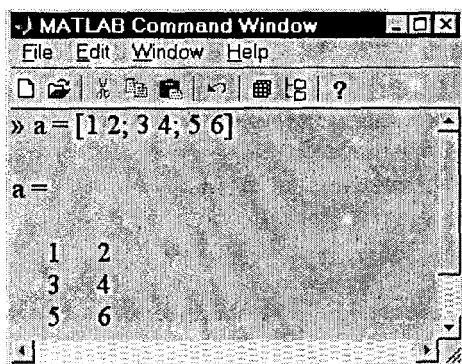 MATLAB Command Window
File Edit Window Help
?
» a = [1 2; 3 4; 5 6]
a =
1 2
3 4
5 6